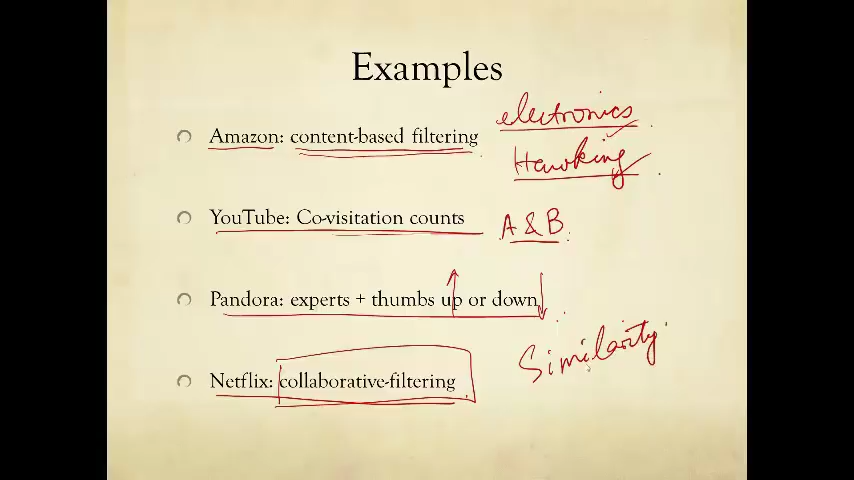 Examples
electronics
Amazon: content-based filtering
Hawking
YouTube: Co-visitation counts
A & B
Pandora: experts + thumbs up or down
Similarity
Netflix: collaborative-filtering